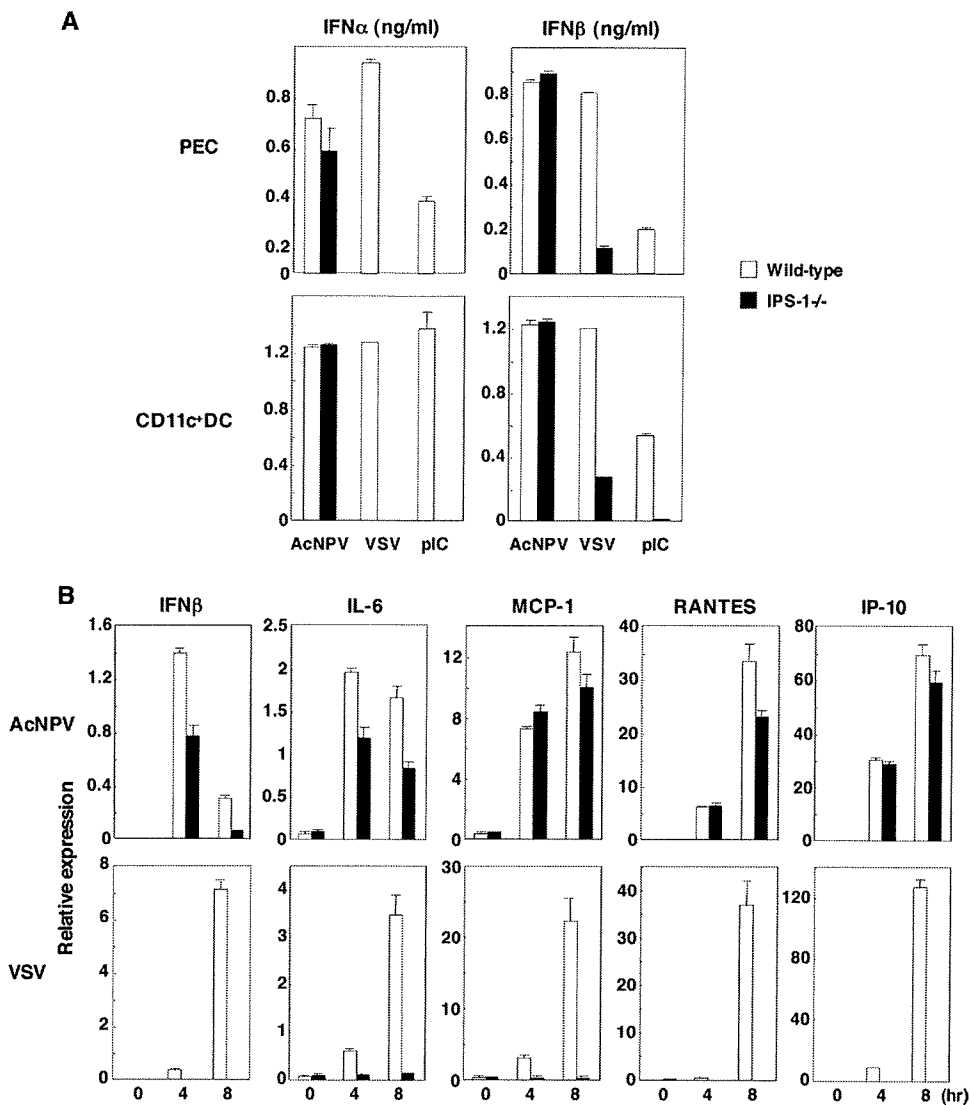 A
IFNα (ng/ml)
IFNβ (ng/ml)
PEC
0.8
0.6
0.4
0.2
0
0.8
0.6
0.4
0.2
0
Wild-type
IPS-1-/-
CD11c+DC
1.2
0.8
0.4
0
1.2
0.8
0.4
0
AcNPV VSV pIC
AcNPV VSV pIC
B
IFNβ
IL-6
MCP-1
RANTES
IP-10
AcNPV
1.6
1.2
0.8
0.4
0
2.5
2
1.5
1
0.5
0
12
8
4
0
40
30
20
10
0
80
60
40
20
0
Relative expression
VSV
8
7
6
4
2
0
4
3
2
1
0
30
20
10
0
40
30
20
10
0
120
80
40
0
0 4 8
0 4 8
0 4 8
0 4 8
0 4 8 (hr)